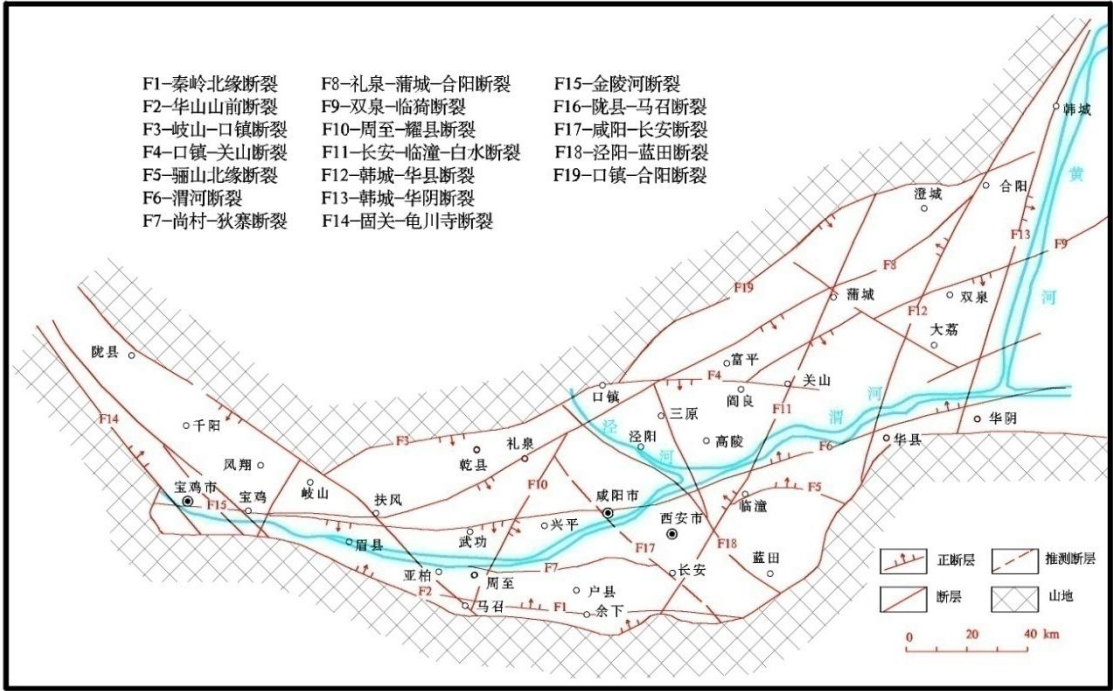 F1-秦岭北缘断裂
F2-华山山前断裂
F3-岐山-口镇断裂
F4-口镇-关山断裂
F5-骊山北缘断裂
F6-渭河断裂
F7-尚村-狄寨断裂
F8-礼泉-蒲城-合阳断裂
F9-双泉-临猗断裂
F10-周至-耀县断裂
F11-长安-临潼-白水断裂
F12-韩城-华县断裂
F13-韩城-华阴断裂
F14-固关-龟川寺断裂
F15-金陵河断裂
F16-陇县-马召断裂
F17-咸阳-长安断裂
F18-泾阳-蓝田断裂
F19-口镇-合阳断裂
韩城
黄
合阳
澄城
F13
F9
F8
F19
河
蒲城
双泉
F12
大荔
陇县
富平
F4
关山
口镇
阎良
F14
F11
河
三原
渭
华阴
千阳
F3
礼泉
泾
泾阳
高陵
F6
华县
乾县
河
凤翔
F10
岐山
F5
宝鸡市
宝鸡
扶风
咸阳市
临潼
F15
西安市
武功
兴平
眉县
F17
F18
蓝田
亚柏
周至
F7
长安
F2
户县
马召
F1
余下
正断层
推测断层
断层
山地
0
20
40 km